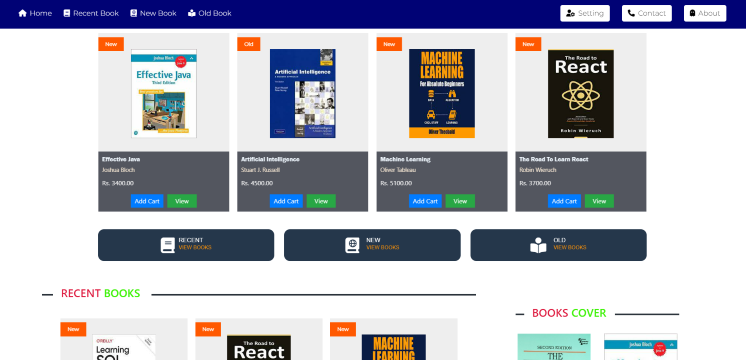 Home Recent Book New Book Old Book Setting Contact About
New Old New New
Joshua Bloch
Effective Java
Third Edition
Artificial Intelligence
MACHINE
LEARNING
For Absolute Beginners
Oliver Theobald
The Road to
React
Robin Wieruch
Effective Java Artificial Intelligence Machine Learning The Road To Learn React
Joshua Bloch Stuart J. Russell Oliver Tableau Robin Wieruch
Rs. 3400.00 Rs. 4500.00 Rs. 5100.00 Rs. 3700.00
Add Cart View Add Cart View Add Cart View Add Cart View
RECENT NEW OLD
VIEW BOOKS VIEW BOOKS VIEW BOOKS
RECENT BOOKS
BOOKS COVER
New New New
O'REILLY
Learning
SQL
The Road to
React
MACHINE
LEARNING
SECOND EDITION
THE
Joshua Bloch